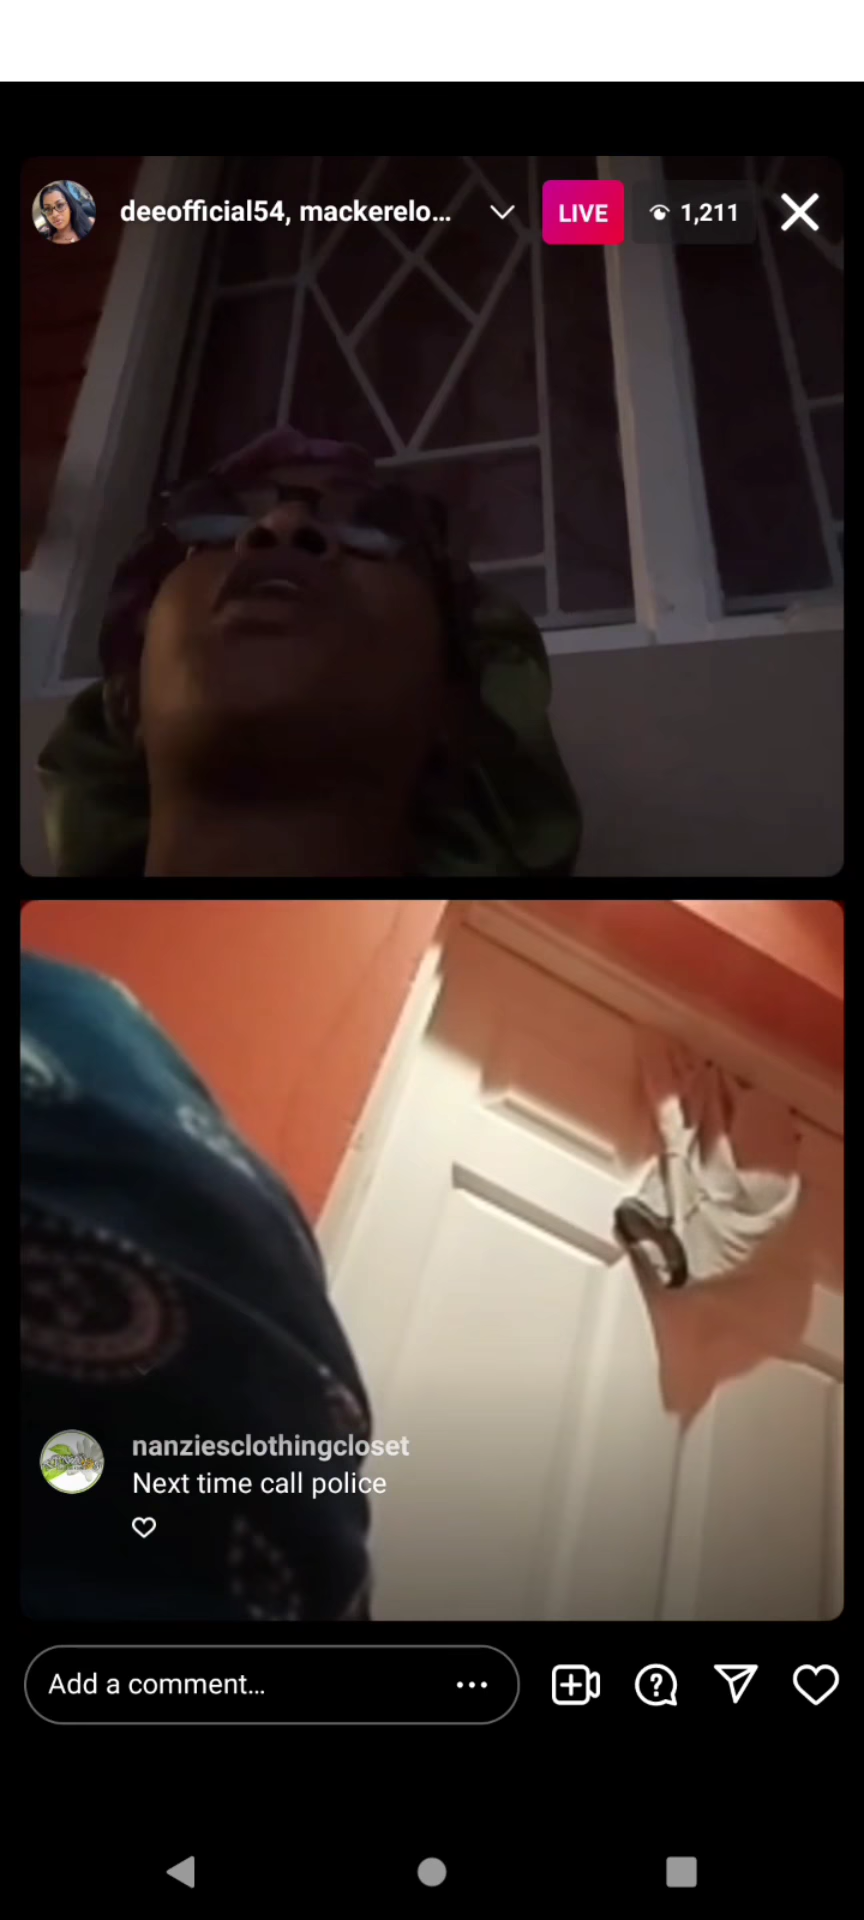 deeofficial54, mackerelo...
LIVE
1,211
nanziesclothingcloset
Next time call police
Add a comment...